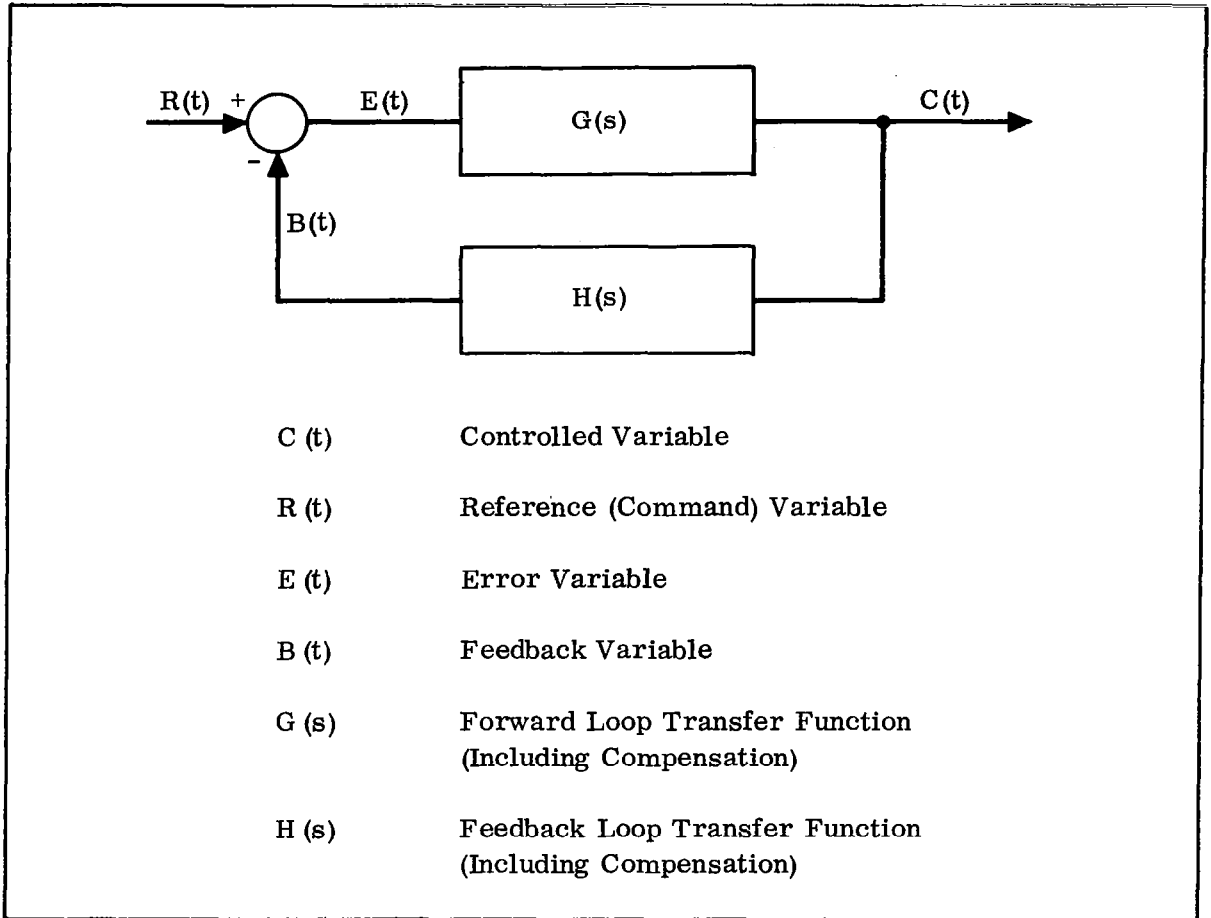 R(t) + E(t) G(s) C(t)
-
B(t)
H(s)
C (t) Controlled Variable
R (t) Reference (Command) Variable
E (t) Error Variable
B (t) Feedback Variable
G (s) Forward Loop Transfer Function
(Including Compensation)
H (s) Feedback Loop Transfer Function
(Including Compensation)